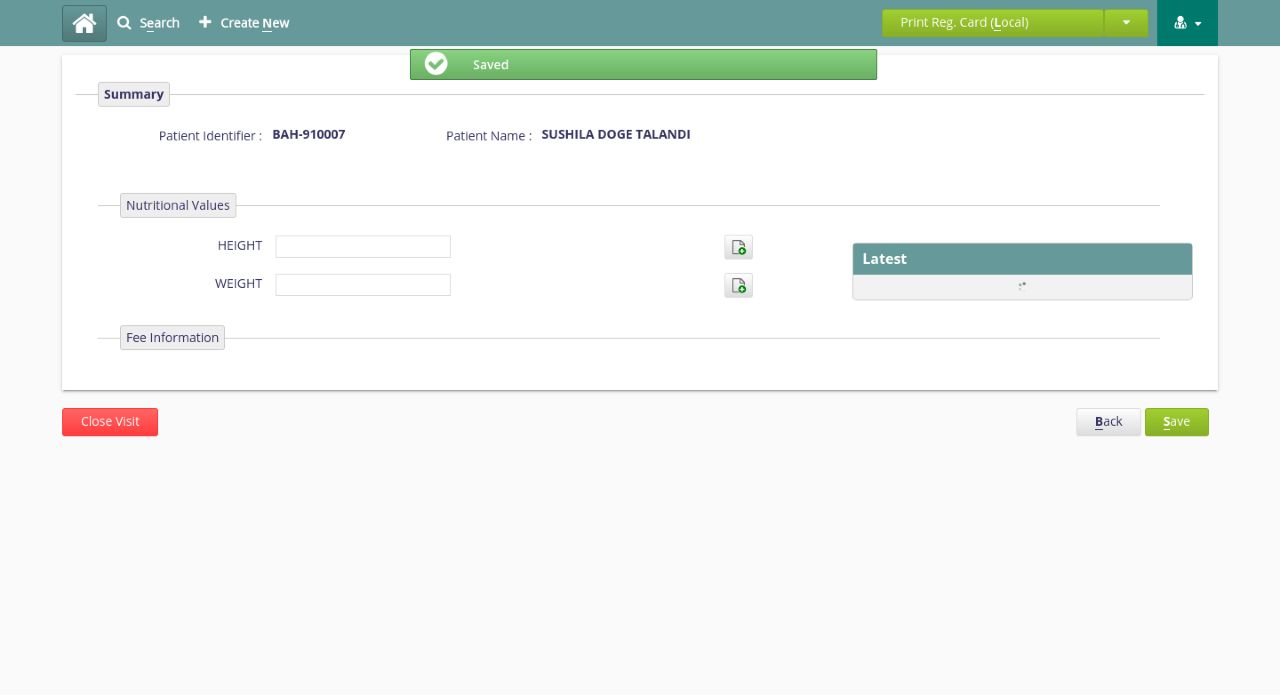 Search
Create New
Print Reg. Card (Local)
Saved
Summary
Patient Identifier : BAH-910007 Patient Name : SUSHILA DOGE TALANDI
Nutritional Values
HEIGHT
Latest
WEIGHT
Fee Information
Close Visit
Back
Save